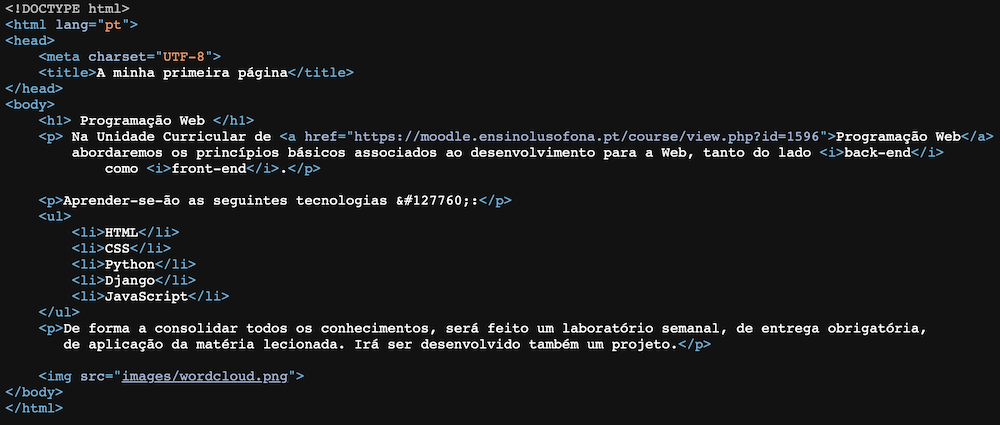 <!DOCTYPE html>
<html lang="pt">
<head>
    <meta charset="UTF-8">
    <title>A minha primeira página</title>
</head>
<body>
    <h1> Programação Web </h1>
    <p> Na Unidade Curricular de <a href="https://moodle.ensinolusofona.pt/course/view.php?id=1596">Programação Web</a>
        abordaremos os princípios básicos associados ao desenvolvimento para a Web, tanto do lado <i>back-end</i>
            como <i>front-end</i>.</p>

    <p>Aprender-se-ão as seguintes tecnologias &#127760;:</p>
    <ul>
        <li>HTML</li>
        <li>CSS</li>
        <li>Python</li>
        <li>Django</li>
        <li>JavaScript</li>
    </ul>
    <p>De forma a consolidar todos os conhecimentos, será feito um laboratório semanal, de entrega obrigatória,
       de aplicação da matéria lecionada. Irá ser desenvolvido também um projeto.</p>

    <img src="images/wordcloud.png">
</body>
</html>